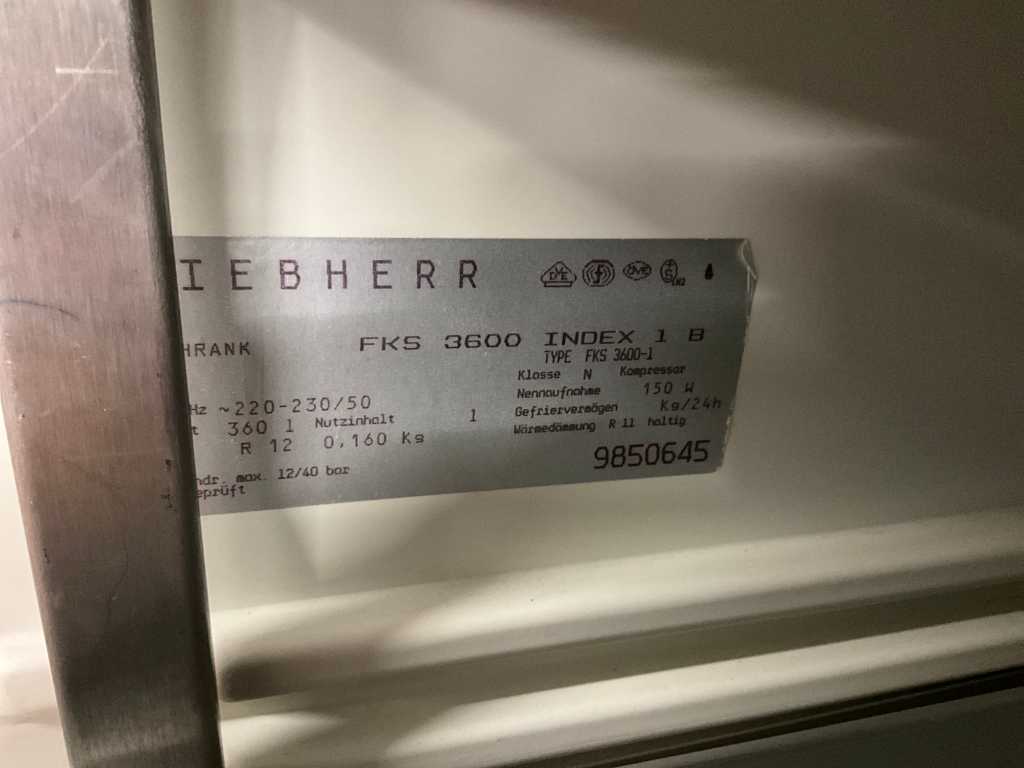 IEBHERR
HRANK FKS 3600 INDEX 1 B
TYPE FKS 3600-1
Klasse N Kompressor
Nennaufnahme 150 W
Hz ~220-230/50
t 360 l Nutzinhalt l Gefriervermögen Kg/24h
R 12 0,160 Kg Wärmedämmung R 11 haltig
9850645
ndr. max. 12/40 bar
eprüft